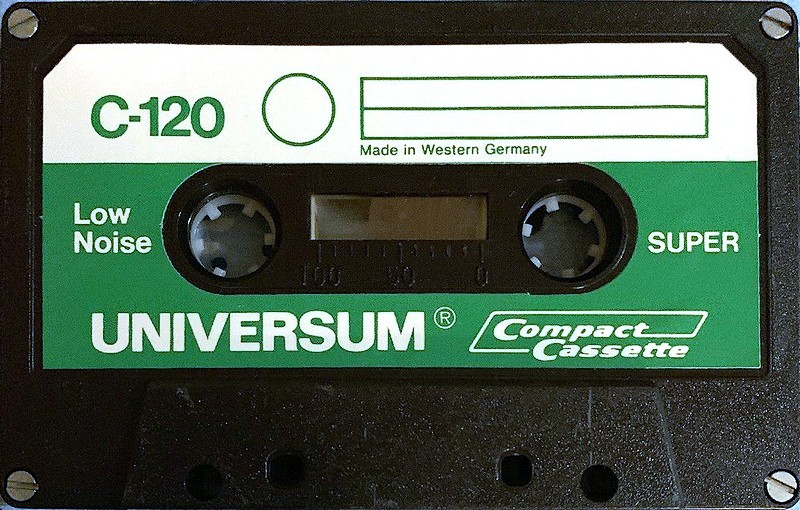 C-120
Made in Western Germany
Low
Noise
SUPER
100 50 0
UNIVERSUM®
Compact
Cassette